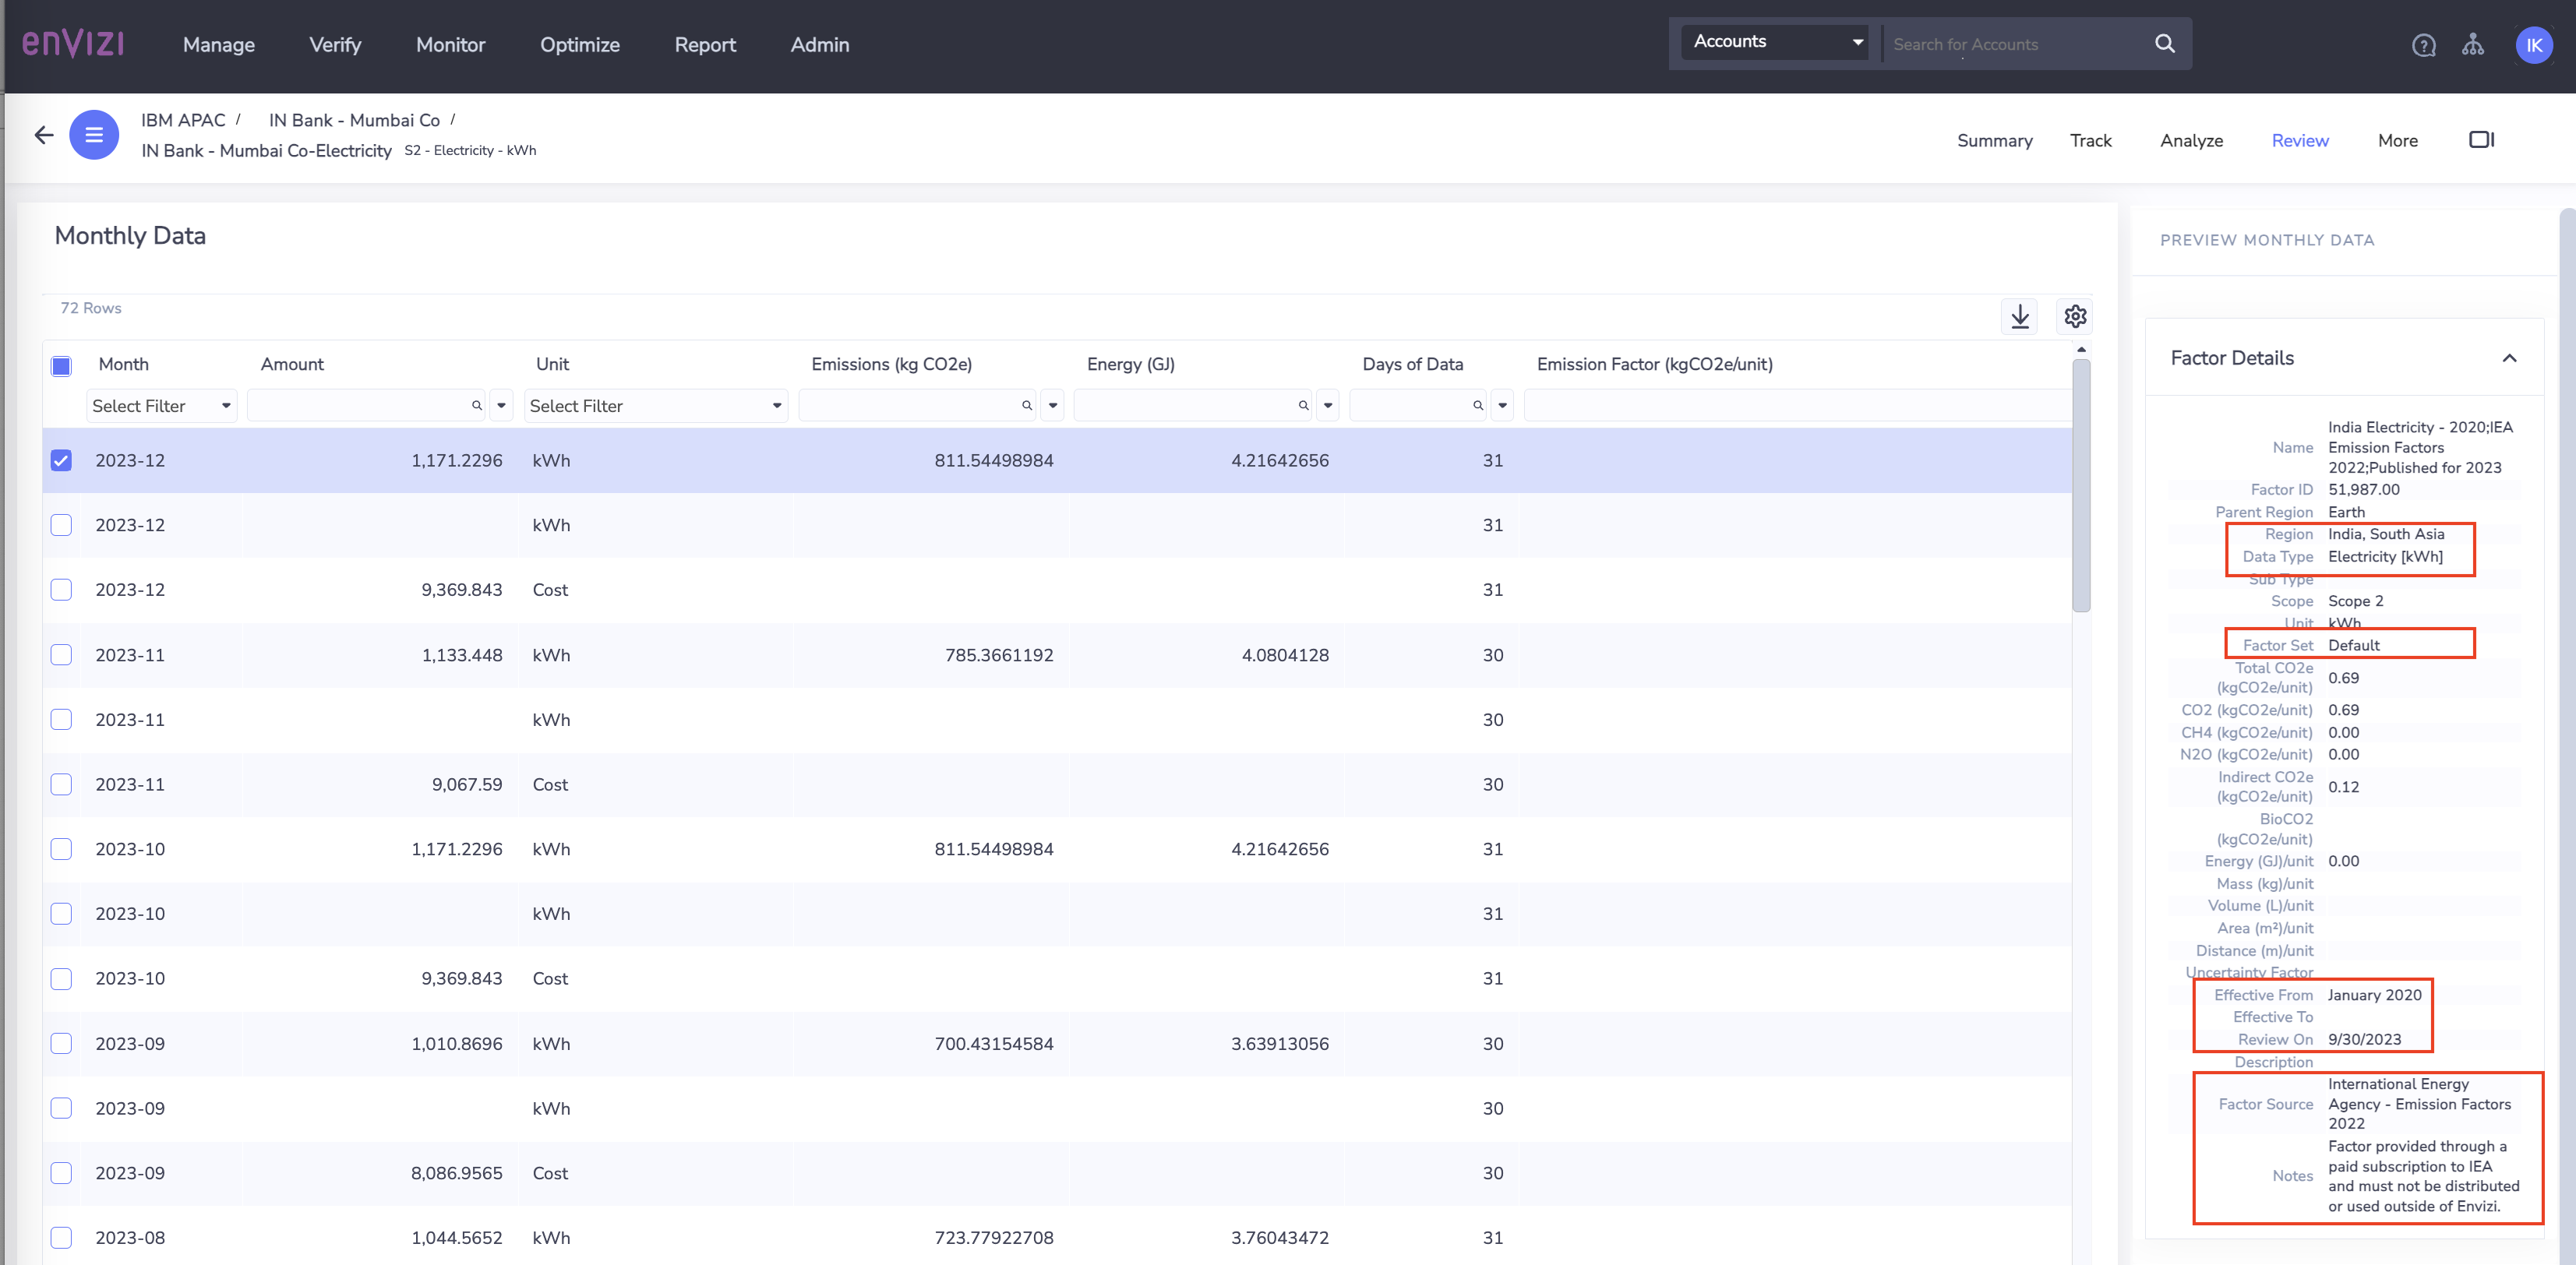 enVizi
Manage Verify Monitor Optimize Report Admin
Accounts Search for Accounts
IK
IBM APAC / IN Bank - Mumbai Co /
IN Bank - Mumbai Co-Electricity S2 - Electricity - kWh
Summary Track Analyze Review More
Monthly Data
72 Rows
Month Amount Unit Emissions (kg CO2e) Energy (GJ) Days of Data Emission Factor (kgCO2e/unit)
Select Filter Select Filter
2023-12 1,171.2296 kWh 811.54498984 4.21642656 31
2023-12 kWh 31
2023-12 9,369.843 Cost 31
2023-11 1,133.448 kWh 785.3661192 4.0804128 30
2023-11 kWh 30
2023-11 9,067.59 Cost 30
2023-10 1,171.2296 kWh 811.54498984 4.21642656 31
2023-10 kWh 31
2023-10 9,369.843 Cost 31
2023-09 1,010.8696 kWh 700.43154584 3.63913056 30
2023-09 kWh 30
2023-09 8,086.9565 Cost 30
2023-08 1,044.5652 kWh 723.77922708 3.76043472 31
PREVIEW MONTHLY DATA
Factor Details
Name India Electricity - 2020;IEA
Emission Factors
2022;Published for 2023
Factor ID 51,987.00
Parent Region Earth
Region India, South Asia
Data Type Electricity [kWh]
Sub Type
Scope Scope 2
Unit kWh
Factor Set Default
Total CO2e
(kgCO2e/unit) 0.69
CO2 (kgCO2e/unit) 0.69
CH4 (kgCO2e/unit) 0.00
N2O (kgCO2e/unit) 0.00
Indirect CO2e
(kgCO2e/unit) 0.12
BioCO2
(kgCO2e/unit)
Energy (GJ)/unit 0.00
Mass (kg)/unit
Volume (L)/unit
Area (m²)/unit
Distance (m)/unit
Uncertainty Factor
Effective From January 2020
Effective To
Review On 9/30/2023
Description
Factor Source International Energy
Agency - Emission Factors
2022
Notes Factor provided through a
paid subscription to IEA
and must not be distributed
or used outside of Envizi.